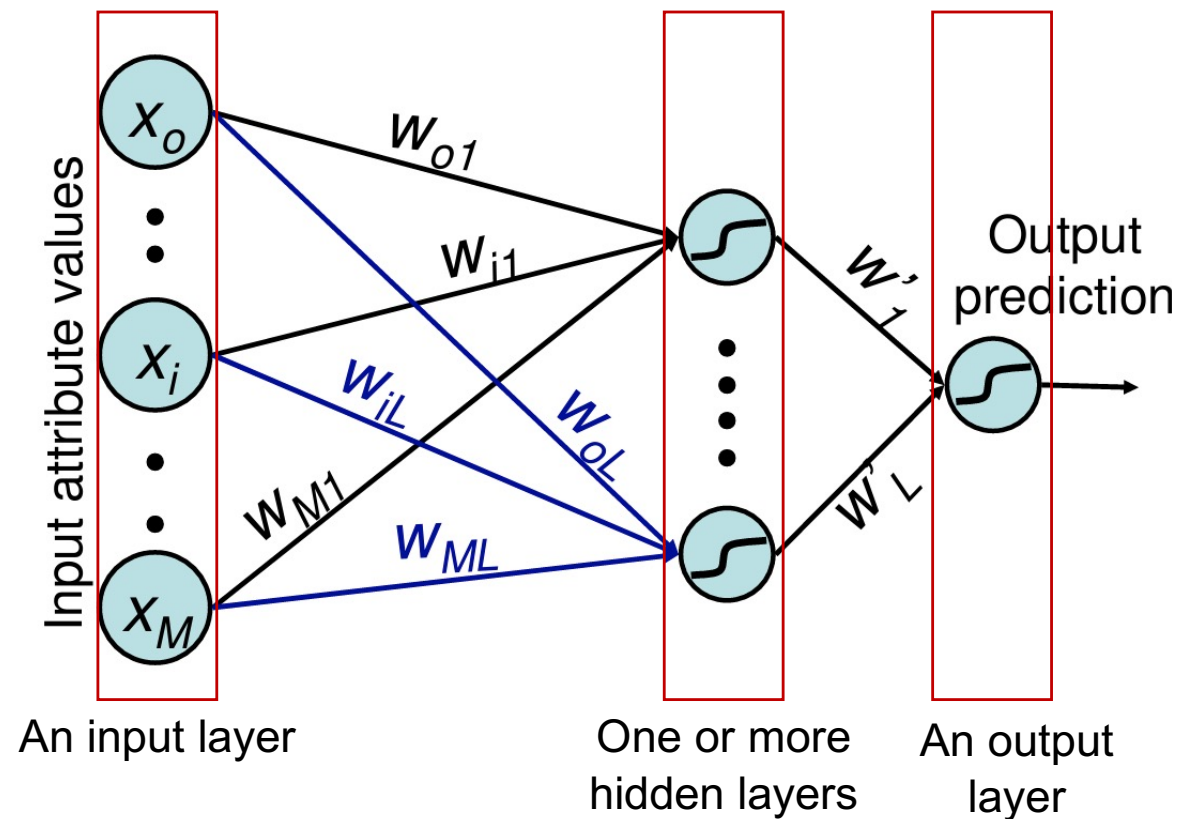 Input attribute values
x_o
x_i
x_M
w_o1
w_i1
w_M1
w_iL
w_oL
w_ML
w'_1
w'_L
Output
prediction
An input layer
One or more
hidden layers
An output
layer